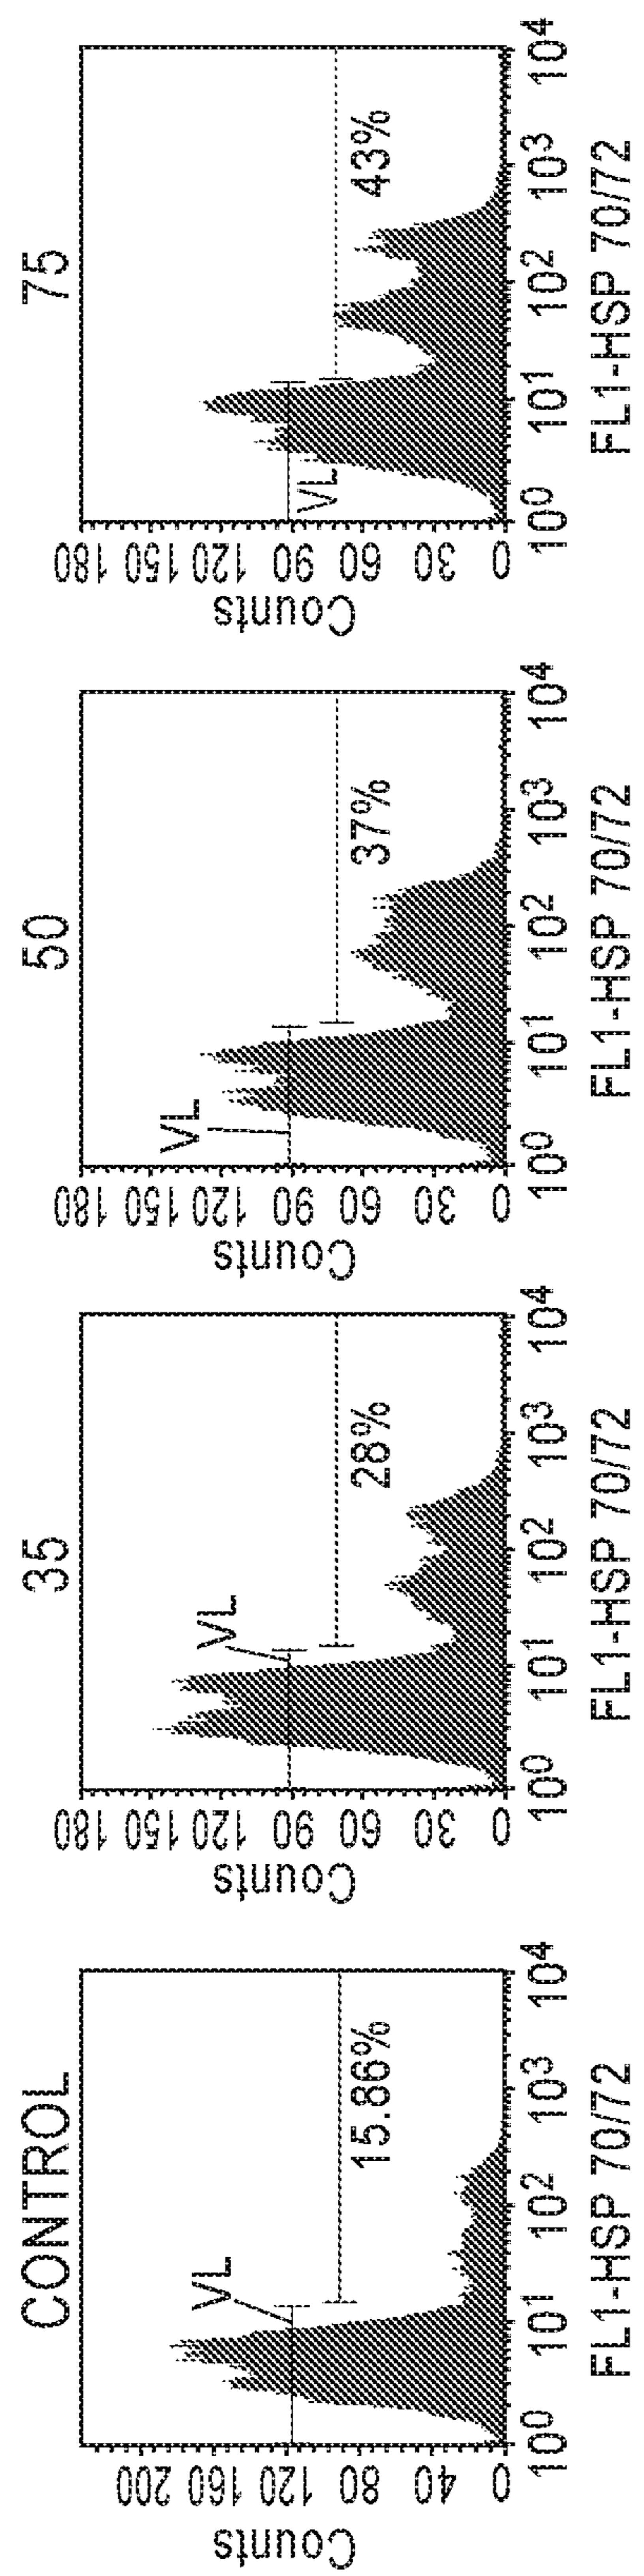 CONTROL
Counts
200
160
120
80
40
0
VL
15.86%
10⁰ 10¹ 10² 10³ 10⁴
FL1-HSP 70/72
35
Counts
180
150
120
90
60
30
0
VL
28%
10⁰ 10¹ 10² 10³ 10⁴
FL1-HSP 70/72
50
Counts
180
150
120
90
60
30
0
VL
37%
10⁰ 10¹ 10² 10³ 10⁴
FL1-HSP 70/72
75
Counts
180
150
120
90
60
30
0
VL
43%
10⁰ 10¹ 10² 10³ 10⁴
FL1-HSP 70/72